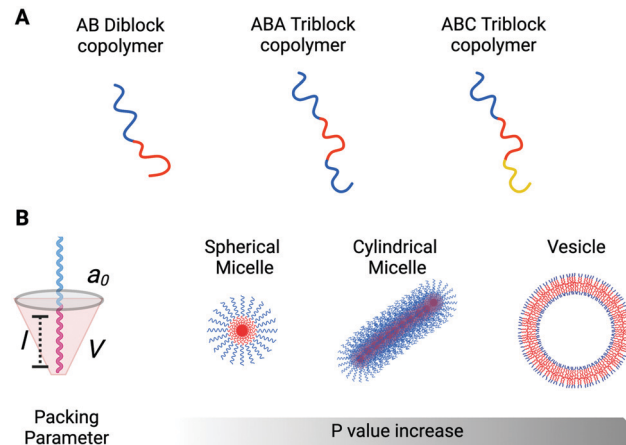 A
AB Diblock
copolymer
ABA Triblock
copolymer
ABC Triblock
copolymer
B
a0
l
V
Packing
Parameter
Spherical
Micelle
Cylindrical
Micelle
Vesicle
P value increase